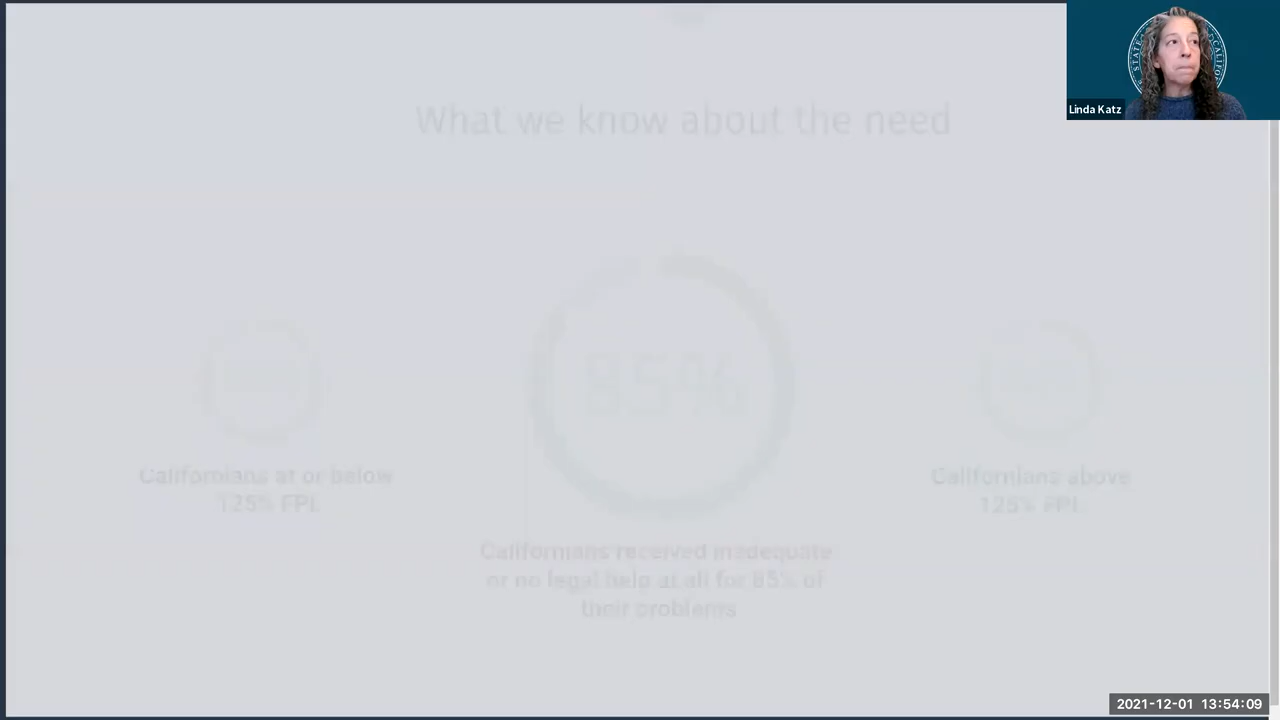 STATE CALIFO
Linda Katz
What we know about the need
85%
Californians at or below
125% FPL
Californians above
125% FPL
Californians received inadequate
or no legal help at all for 85% of
their problems
2021-12-01 13:54:09